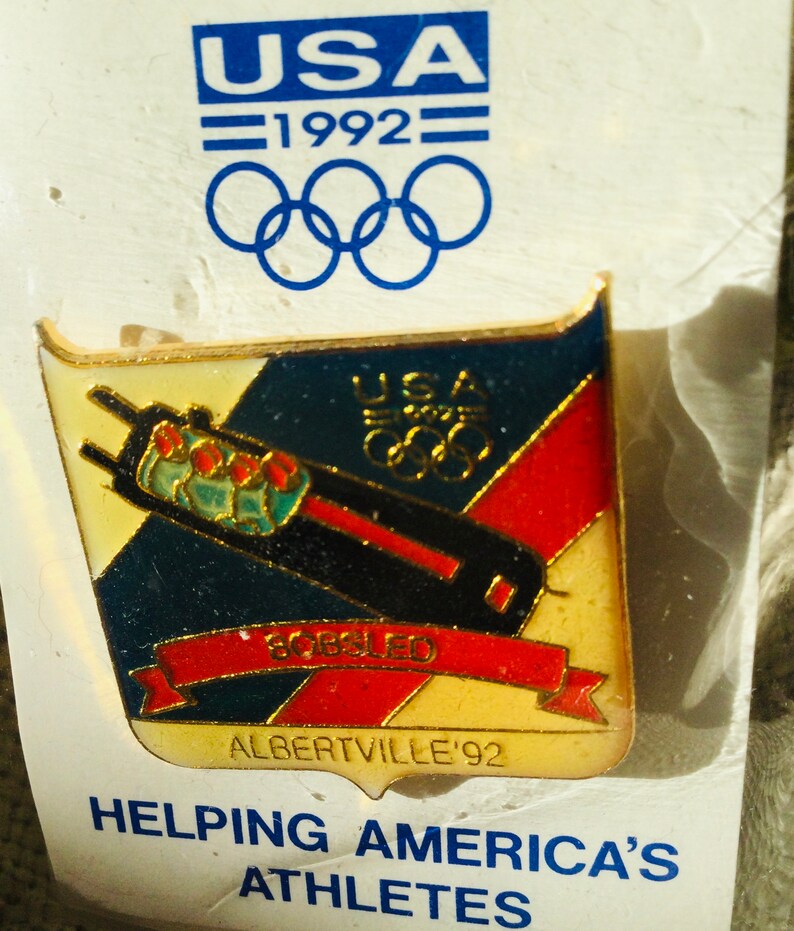 USA
1992
USA
1992
BOBSLED
ALBERTVILLE '92
HELPING AMERICA'S
ATHLETES